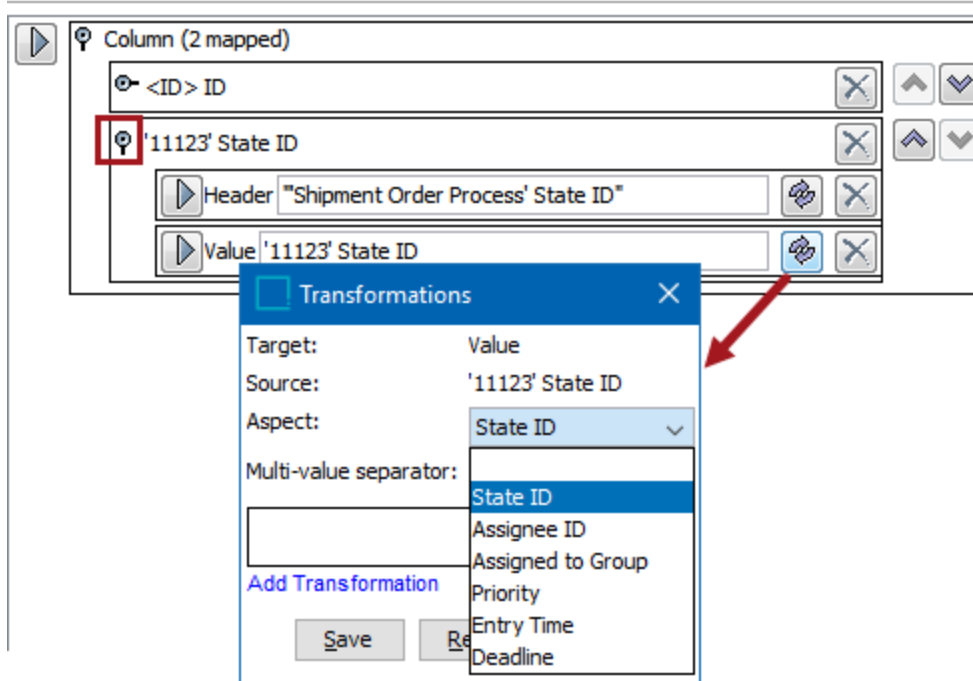 Column (2 mapped)
<ID> ID
'11123' State ID
Header "'Shipment Order Process' State ID"
Value '11123' State ID
Transformations
Target: Value
Source: '11123' State ID
Aspect: State ID
Multi-value separator:
State ID
Assignee ID
Assigned to Group
Add Transformation
Priority
Entry Time
Save
Deadline